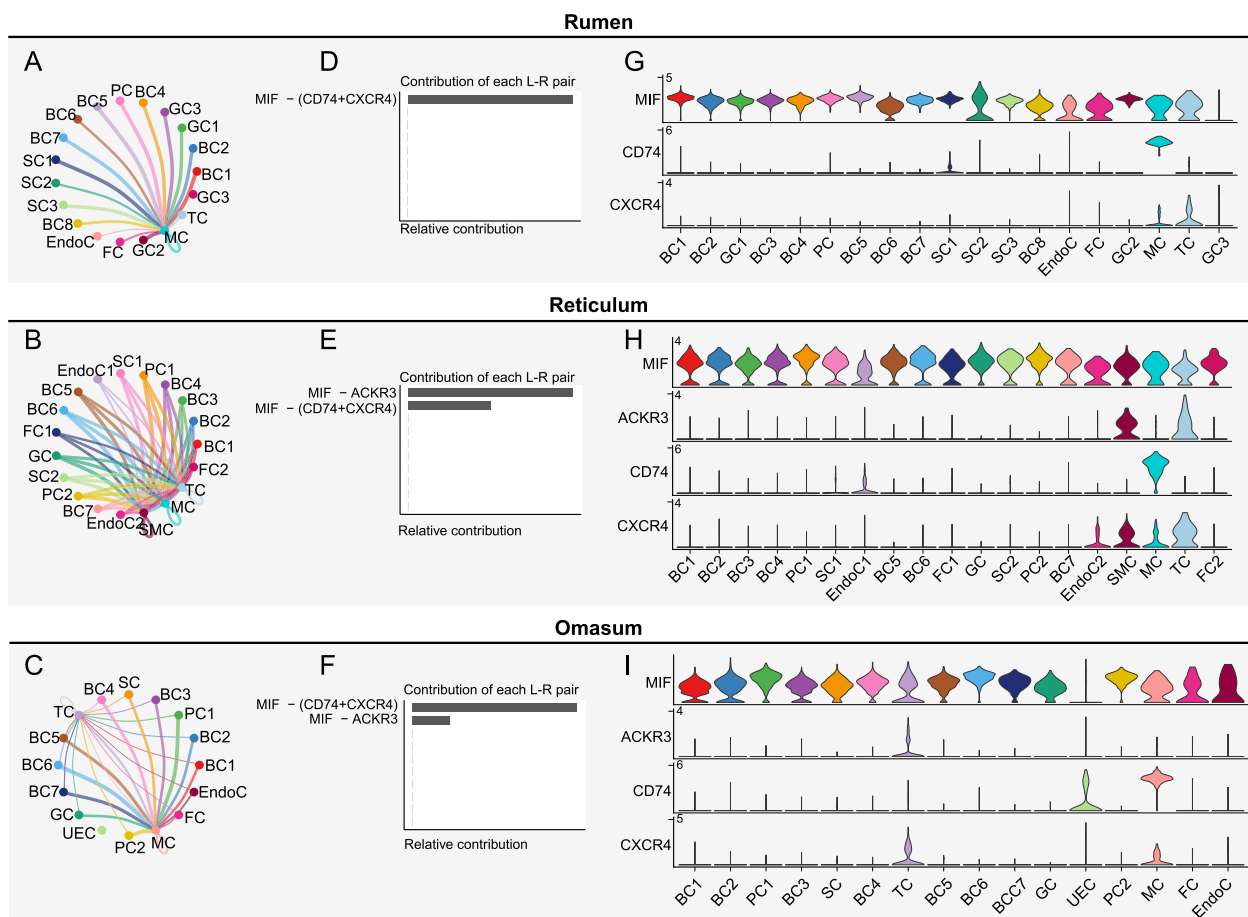 Rumen
A
BC5
PC
BC4
BC6
GC3
BC7
GC1
SC1
BC2
SC2
BC1
SC3
GC3
BC8
TC
EndoC
MC
FC
GC2
D
Contribution of each L-R pair
MIF − (CD74+CXCR4)
Relative contribution
G
5
MIF
6
CD74
4
CXCR4
BC1
BC2
GC1
BC3
BC4
PC
BC5
BC6
BC7
SC1
SC2
SC3
BC8
EndoC
FC
GC2
MC
TC
GC3
Reticulum
B
EndoC1
SC1
PC1
BC5
BC4
BC6
BC3
FC1
BC2
GC
BC1
SC2
FC2
PC2
TC
BC7
MC
EndoC2
SMC
E
Contribution of each L-R pair
MIF − ACKR3
MIF − (CD74+CXCR4)
Relative contribution
H
4
MIF
4
ACKR3
6
CD74
4
CXCR4
BC1
BC2
BC3
BC4
PC1
SC1
EndoC1
BC5
BC6
FC1
GC
SC2
PC2
BC7
EndoC2
SMC
MC
TC
FC2
Omasum
C
BC4
SC
BC3
TC
PC1
BC5
BC2
BC6
BC1
BC7
EndoC
GC
FC
UEC
PC2
MC
F
Contribution of each L-R pair
MIF − (CD74+CXCR4)
MIF − ACKR3
Relative contribution
I
MIF
4
ACKR3
6
CD74
5
CXCR4
BC1
BC2
PC1
BC3
SC
BC4
TC
BC5
BC6
BCC7
GC
UEC
PC2
MC
FC
EndoC